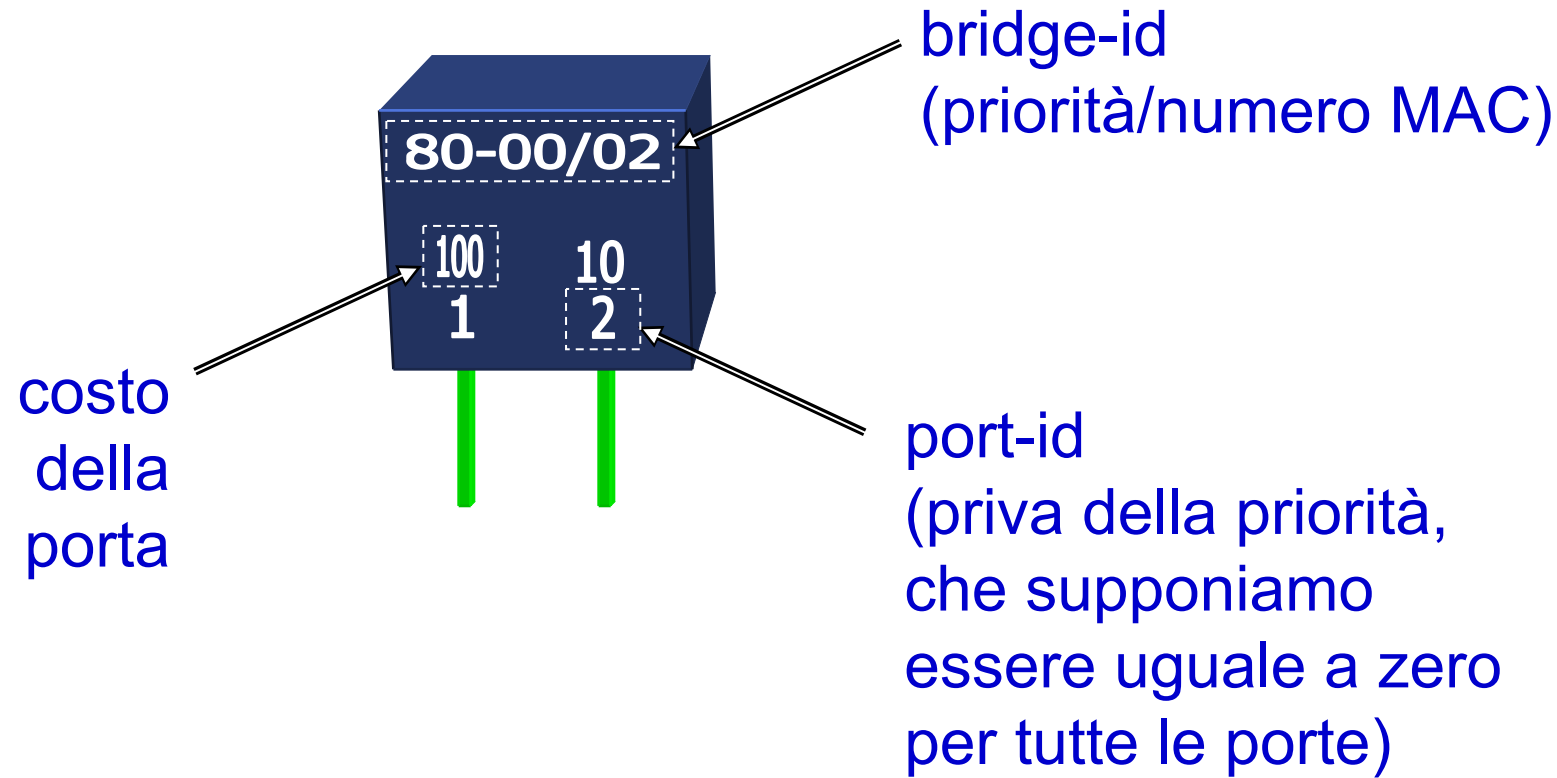 bridge-id
(priorità/numero MAC)
80-00/02
100 10
1 2
costo
della
porta
port-id
(priva della priorità,
che supponiamo
essere uguale a zero
per tutte le porte)